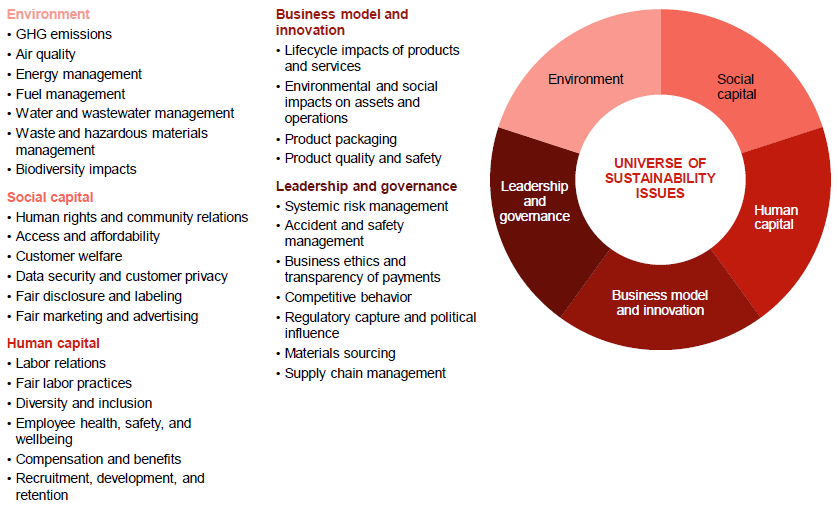 Environment
• GHG emissions
• Air quality
• Energy management
• Fuel management
• Water and wastewater management
• Waste and hazardous materials
management
• Biodiversity impacts
Social capital
• Human rights and community relations
• Access and affordability
• Customer welfare
• Data security and customer privacy
• Fair disclosure and labeling
• Fair marketing and advertising
Human capital
• Labor relations
• Fair labor practices
• Diversity and inclusion
• Employee health, safety, and
wellbeing
• Compensation and benefits
• Recruitment, development, and
retention
Business model and
innovation
• Lifecycle impacts of products
and services
• Environmental and social
impacts on assets and
operations
• Product packaging
• Product quality and safety
Leadership and governance
• Systemic risk management
• Accident and safety
management
• Business ethics and
transparency of payments
• Competitive behavior
• Regulatory capture and political
influence
• Materials sourcing
• Supply chain management
Environment
Social
capital
Human
capital
Business model
and innovation
Leadership
and
governance
UNIVERSE OF
SUSTAINABILITY
ISSUES